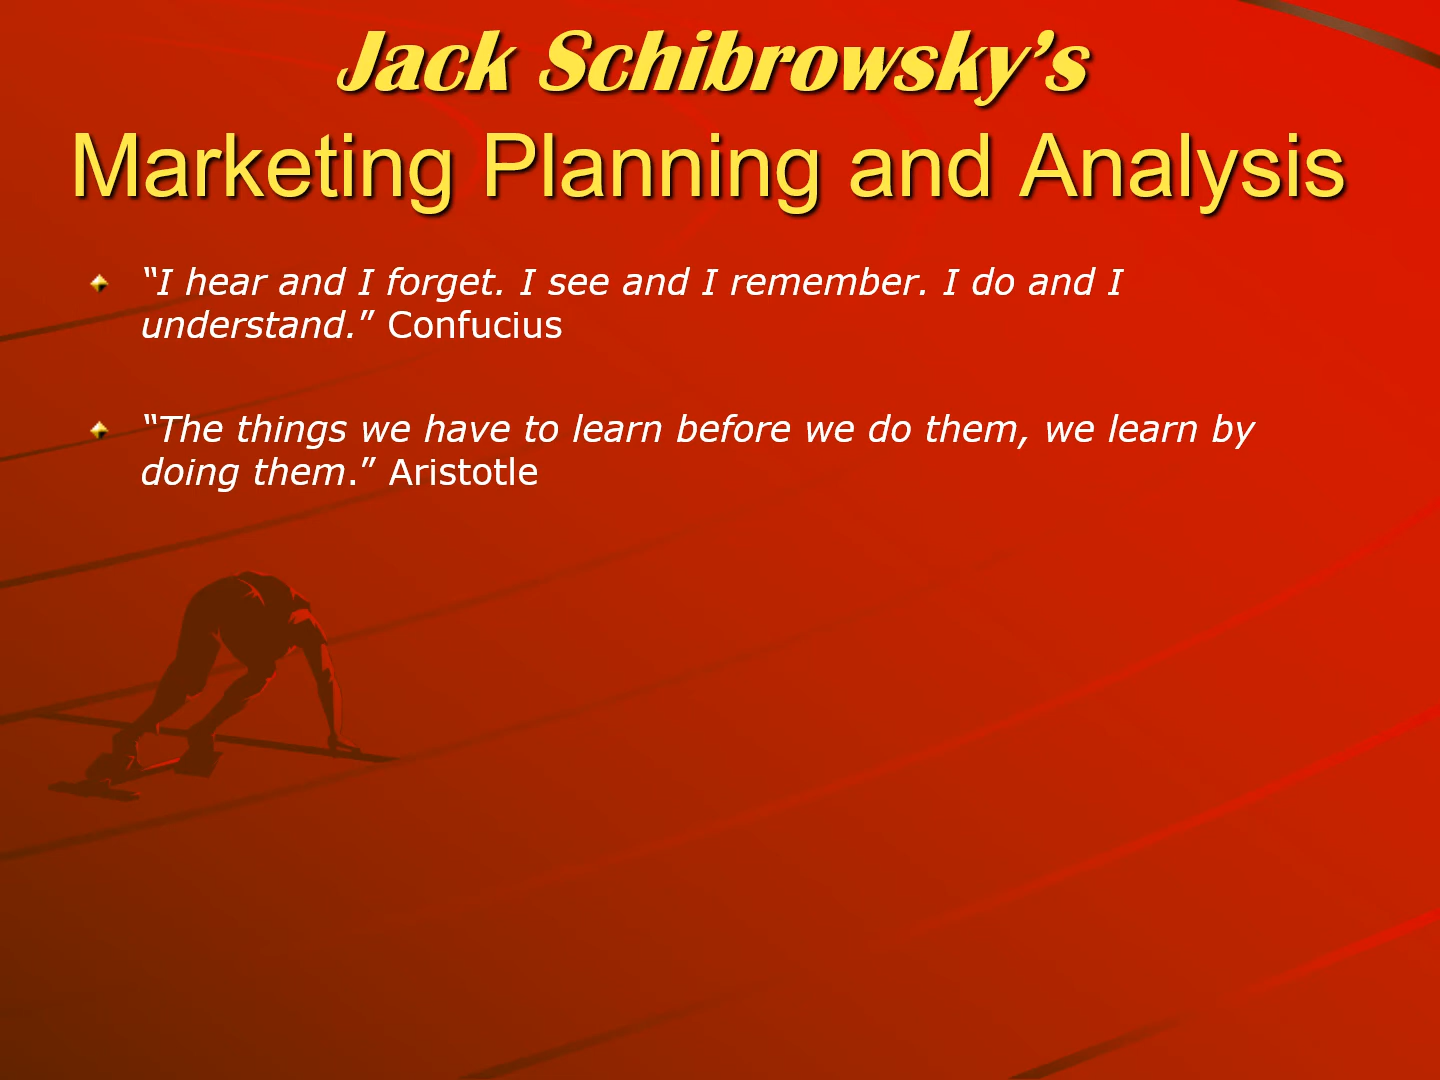 Jack Schibrowsky’s
Marketing Planning and Analysis
“I hear and I forget. I see and I remember. I do and I
understand.” Confucius
“The things we have to learn before we do them, we learn by
doing them.” Aristotle